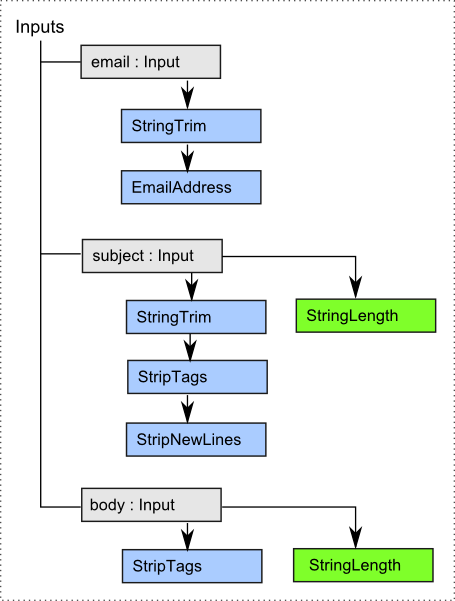 Inputs
email : Input
StringTrim
EmailAddress
subject : Input
StringTrim
StringLength
StripTags
StripNewLines
body : Input
StripTags
StringLength